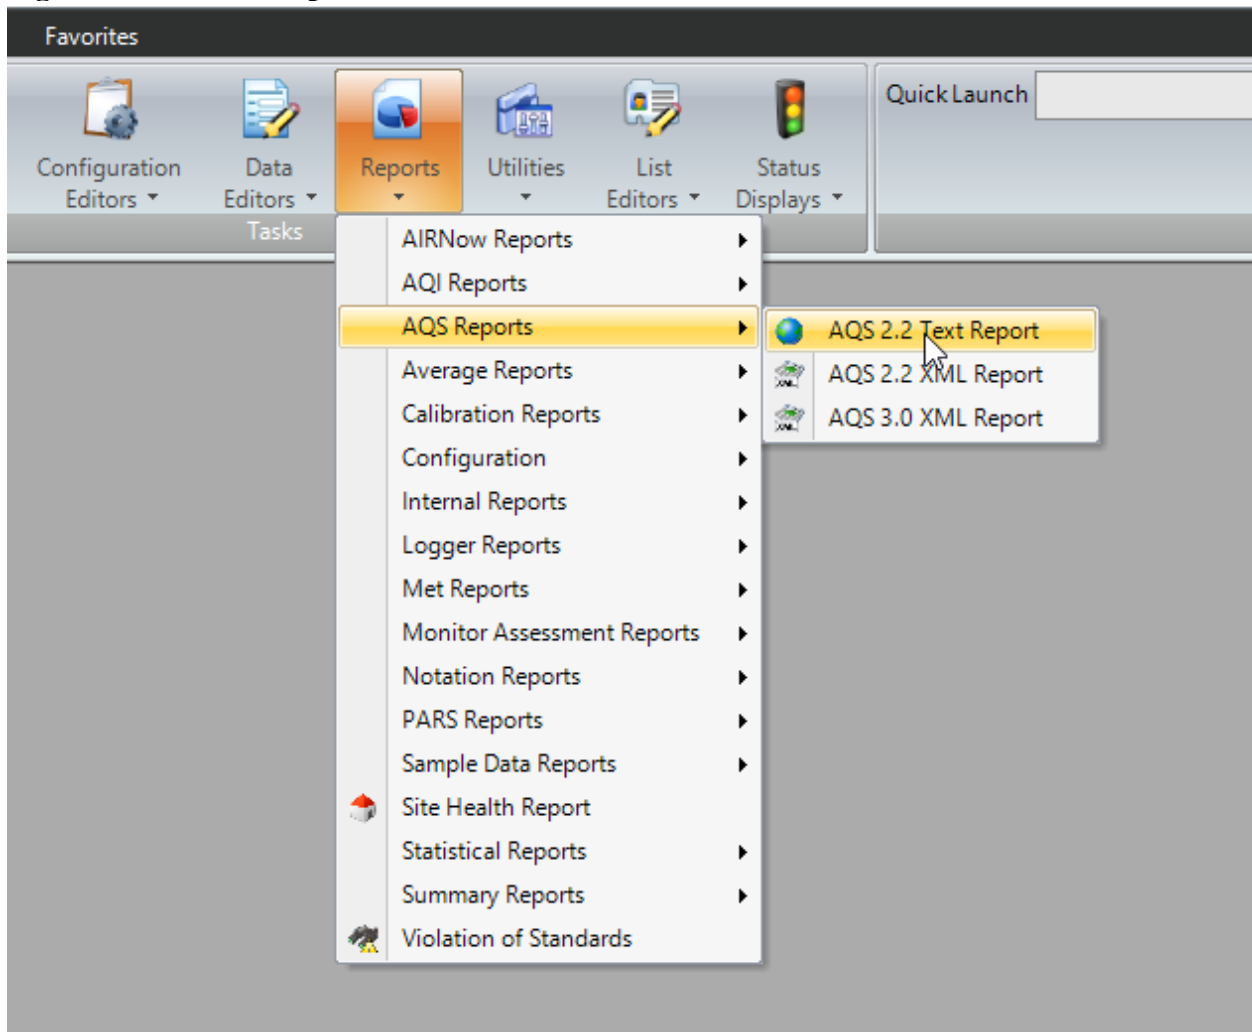 Favorites
Configuration
Editors
Data
Editors
Reports
Utilities
List
Editors
Status
Displays
Quick Launch
Tasks
AIRNow Reports
AQI Reports
AQS Reports
Average Reports
Calibration Reports
Configuration
Internal Reports
Logger Reports
Met Reports
Monitor Assessment Reports
Notation Reports
PARS Reports
Sample Data Reports
Site Health Report
Statistical Reports
Summary Reports
Violation of Standards
AQS 2.2 Text Report
AQS 2.2 XML Report
AQS 3.0 XML Report